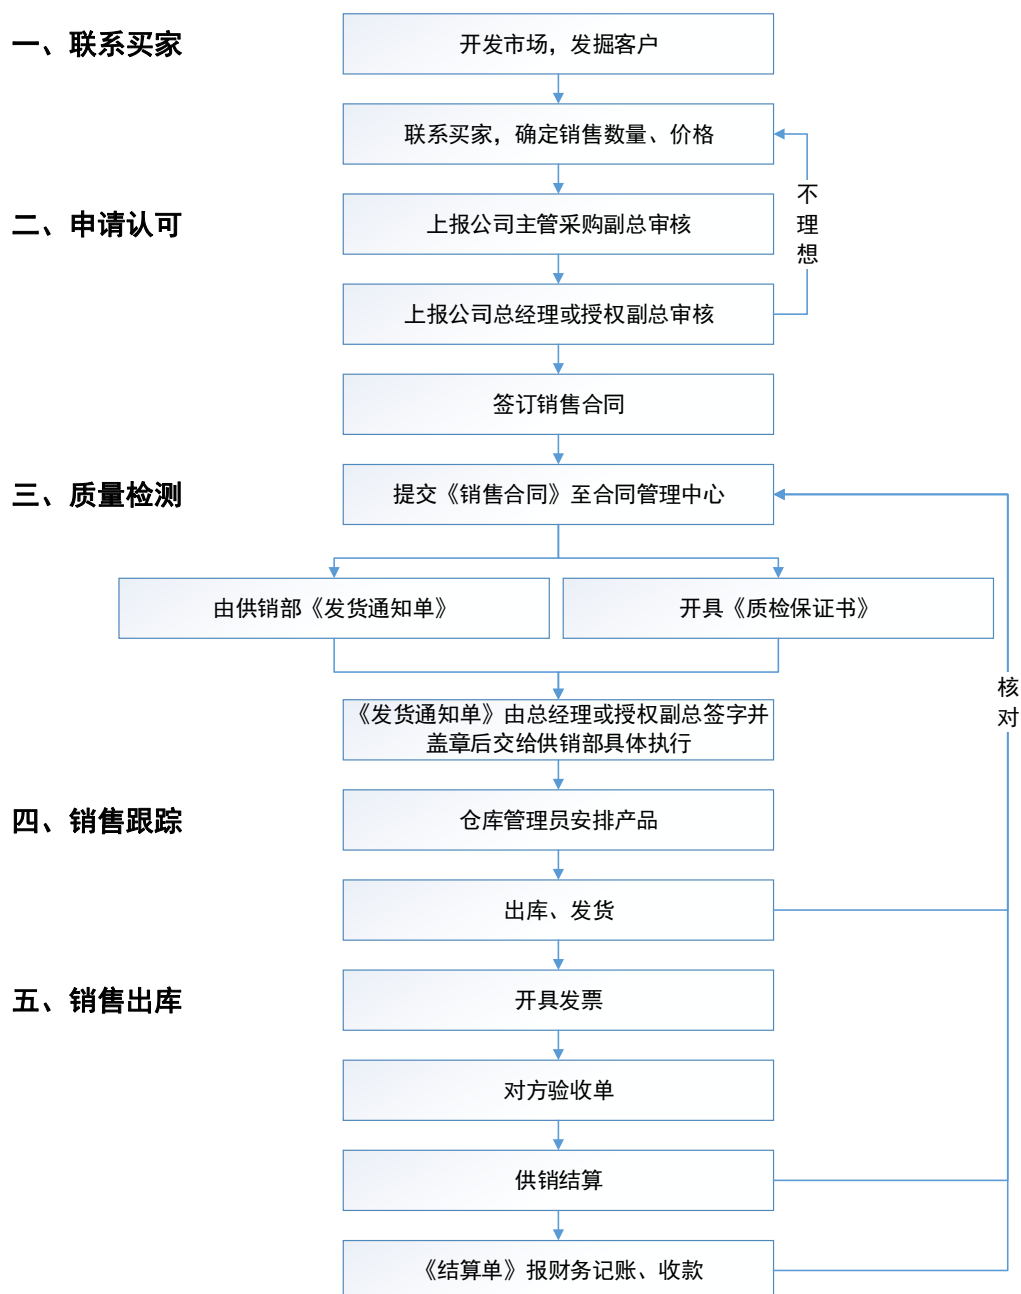 一、联系买家
开发市场，发掘客户
联系买家，确定销售数量、价格
不理想
二、申请认可
上报公司主管采购副总审核
上报公司总经理或授权副总审核
签订销售合同
三、质量检测
提交《销售合同》至合同管理中心
由供销部《发货通知单》
开具《质检保证书》
核对
《发货通知单》由总经理或授权副总签字并
盖章后交给供销部具体执行
四、销售跟踪
仓库管理员安排产品
出库、发货
五、销售出库
开具发票
对方验收单
供销结算
《结算单》报财务记账、收款